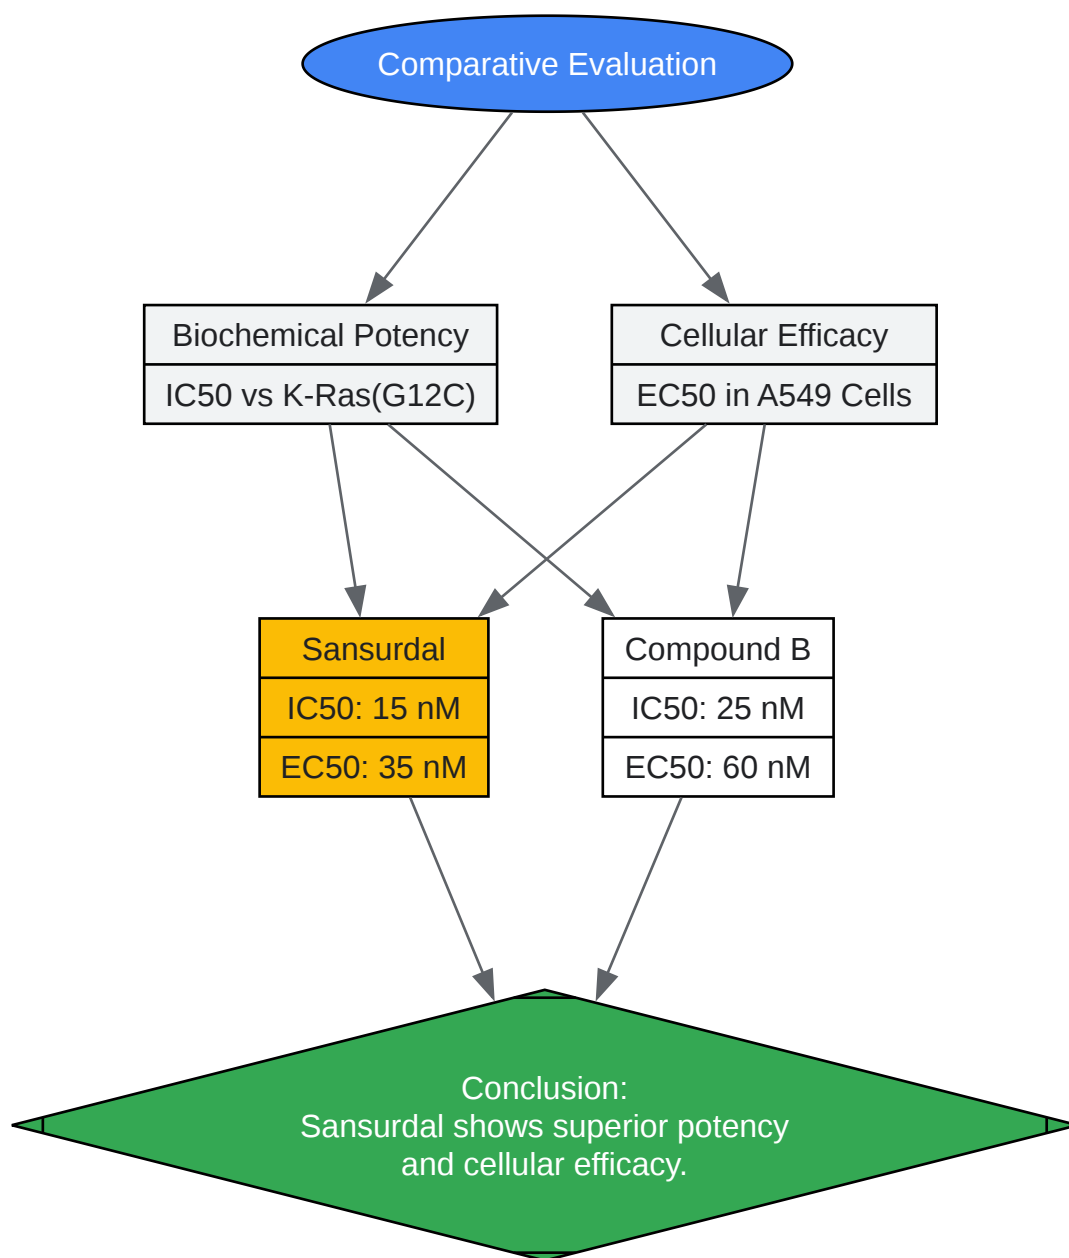 Comparative Evaluation
Biochemical Potency
IC50 vs K-Ras(G12C)
Cellular Efficacy
EC50 in A549 Cells
Sansurdal
IC50: 15 nM
EC50: 35 nM
Compound B
IC50: 25 nM
EC50: 60 nM
Conclusion:
Sansurdal shows superior potency
and cellular efficacy.